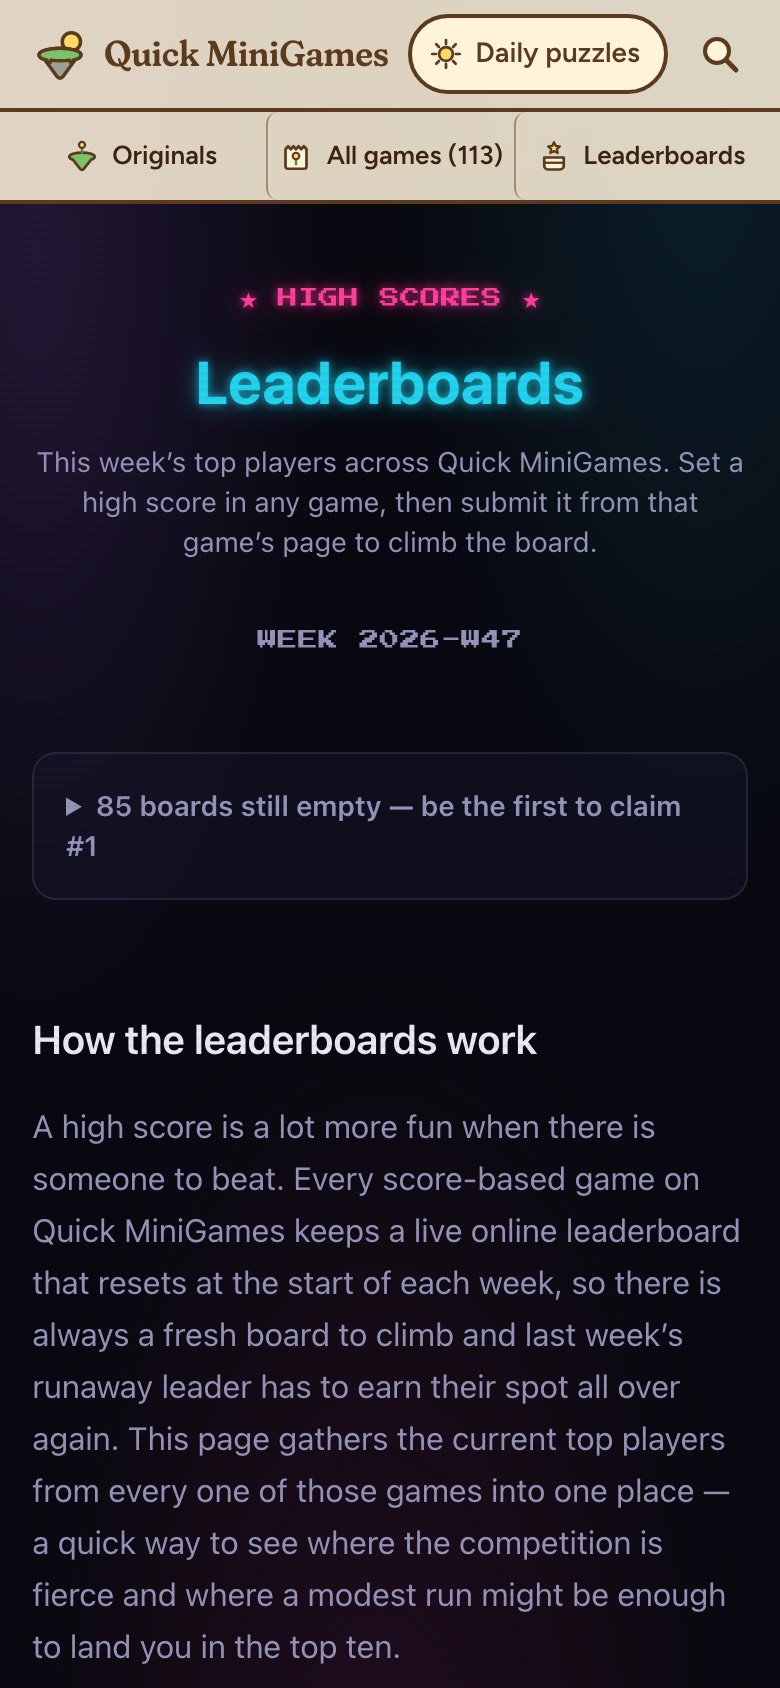 Quick MiniGames
Daily puzzles
Originals
All games (113)
Leaderboards
★ HIGH SCORES ★
Leaderboards
This week’s top players across Quick MiniGames. Set a
high score in any game, then submit it from that
game’s page to climb the board.
WEEK 2026-W47
▶ 85 boards still empty — be the first to claim
#1
How the leaderboards work
A high score is a lot more fun when there is
someone to beat. Every score-based game on
Quick MiniGames keeps a live online leaderboard
that resets at the start of each week, so there is
always a fresh board to climb and last week’s
runaway leader has to earn their spot all over
again. This page gathers the current top players
from every one of those games into one place —
a quick way to see where the competition is
fierce and where a modest run might be enough
to land you in the top ten.